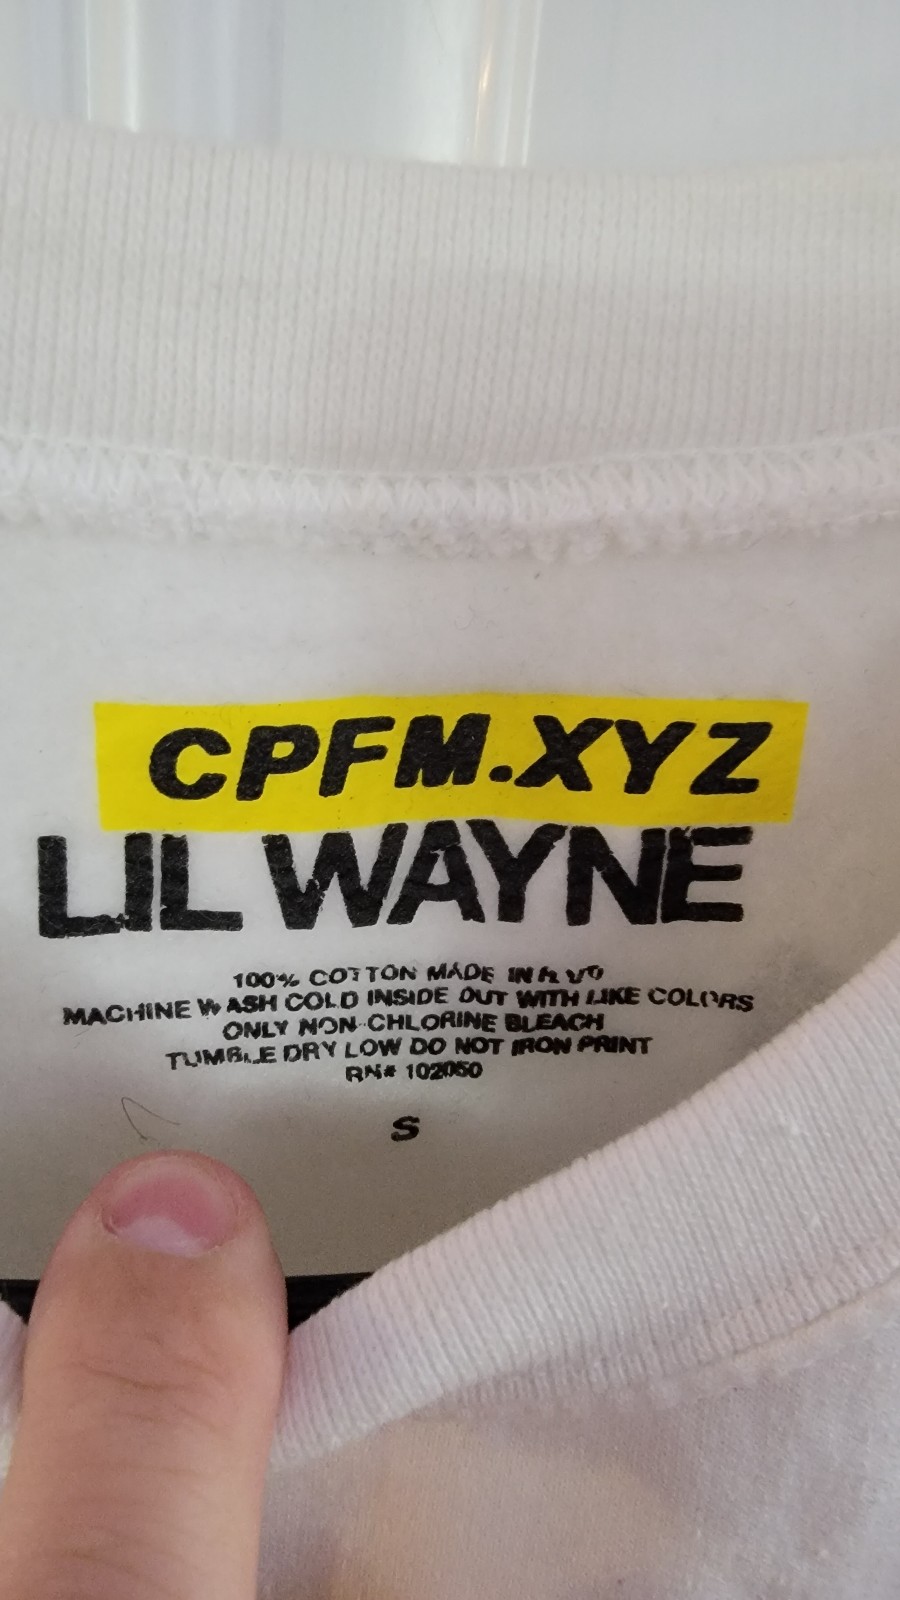 CPFM.XYZ
LIL WAYNE
100% COTTON MADE IN
MACHINE WASH COLD INSIDE OUT WITH LIKE COLORS
ONLY NON-CHLORINE BLEACH
TUMBLE DRY LOW DO NOT IRON PRINT
RN# 102050
S